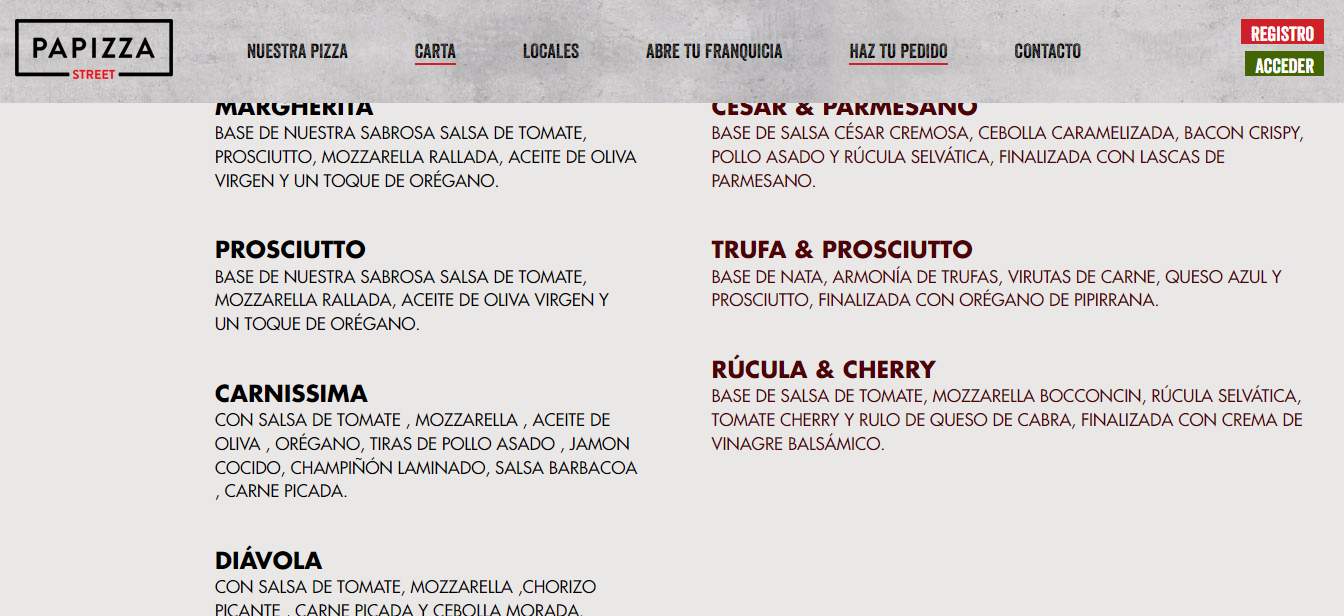 PAPIZZA
STREET
NUESTRA PIZZA
CARTA
LOCALES
ABRE TU FRANQUICIA
HAZ TU PEDIDO
CONTACTO
REGISTRO
ACCEDER
MARGHERITA
BASE DE NUESTRA SABROSA SALSA DE TOMATE,
PROSCIUTTO, MOZZARELLA RALLADA, ACEITE DE OLIVA
VIRGEN Y UN TOQUE DE ORÉGANO.
PROSCIUTTO
BASE DE NUESTRA SABROSA SALSA DE TOMATE,
MOZZARELLA RALLADA, ACEITE DE OLIVA VIRGEN Y
UN TOQUE DE ORÉGANO.
CARNISSIMA
CON SALSA DE TOMATE , MOZZARELLA , ACEITE DE
OLIVA , ORÉGANO, TIRAS DE POLLO ASADO , JAMON
COCIDO, CHAMPIÑÓN LAMINADO, SALSA BARBACOA
, CARNE PICADA.
DIÁVOLA
CON SALSA DE TOMATE, MOZZARELLA ,CHORIZO
PICANTE , CARNE PICADA Y CEBOLLA MORADA.
CÉSAR & PARMESANO
BASE DE SALSA CÉSAR CREMOSA, CEBOLLA CARAMELIZADA, BACON CRISPY,
POLLO ASADO Y RÚCULA SELVÁTICA, FINALIZADA CON LASCAS DE
PARMESANO.
TRUFA & PROSCIUTTO
BASE DE NATA, ARMONÍA DE TRUFAS, VIRUTAS DE CARNE, QUESO AZUL Y
PROSCIUTTO, FINALIZADA CON ORÉGANO DE PIPIRRANA.
RÚCULA & CHERRY
BASE DE SALSA DE TOMATE, MOZZARELLA BOCCONCIN, RÚCULA SELVÁTICA,
TOMATE CHERRY Y RULO DE QUESO DE CABRA, FINALIZADA CON CREMA DE
VINAGRE BALSÁMICO.